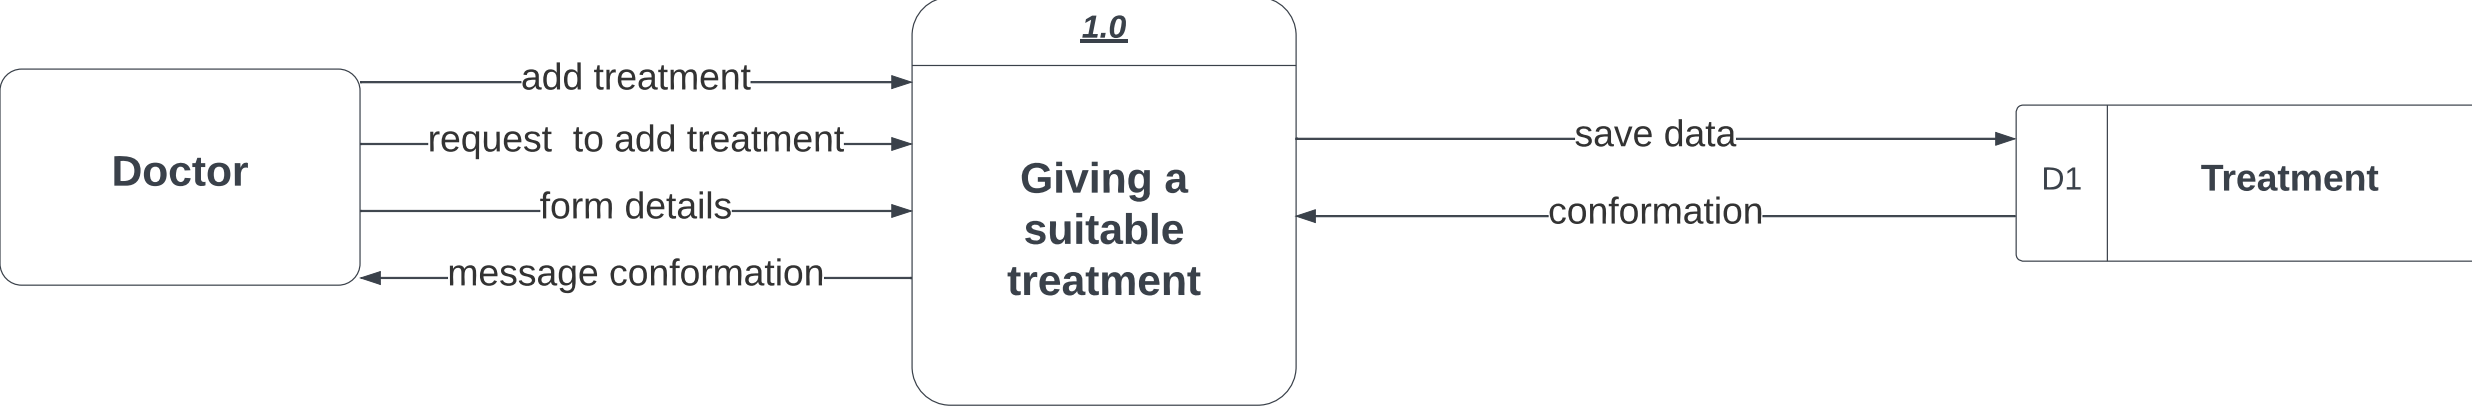 1.0
add treatment
request  to add treatment
Doctor
form details
message conformation
Giving a
suitable
treatment
save data
conformation
D1
Treatment